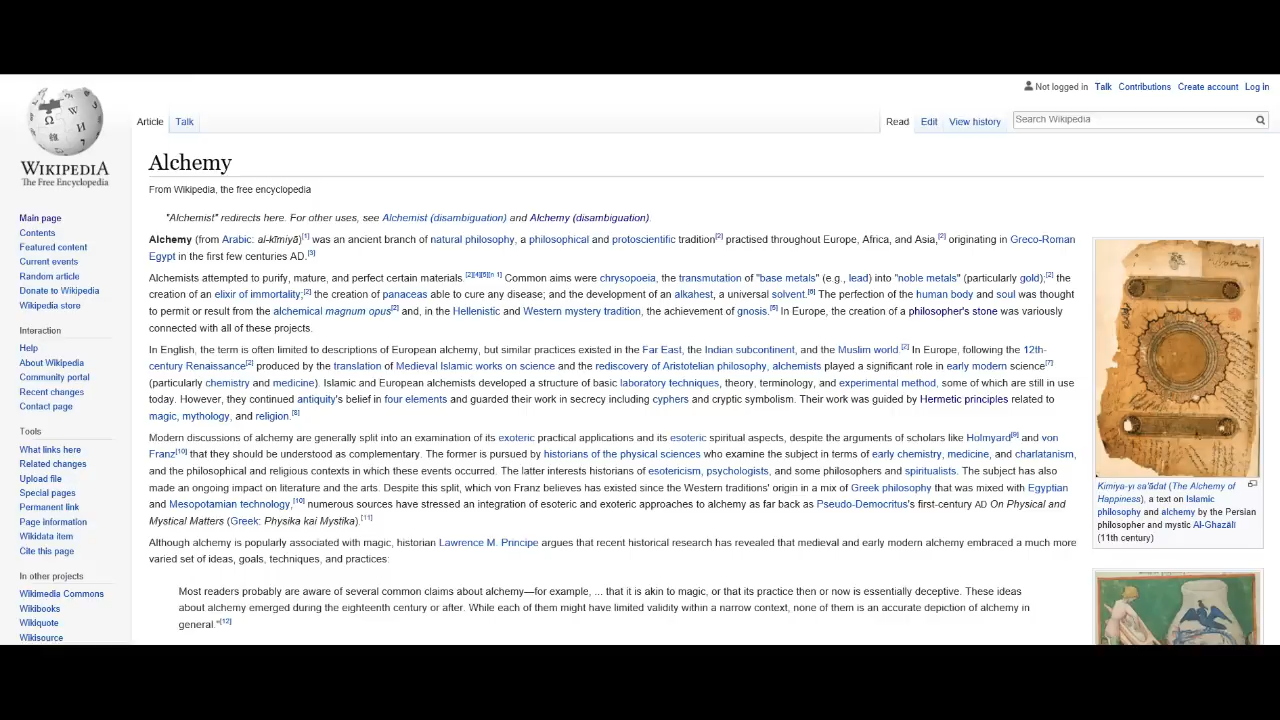 Not logged in Talk Contributions Create account Log in
WIKIPEDIA
The Free Encyclopedia
Article Talk
Read Edit View history
Search Wikipedia
Main page
Contents
Featured content
Current events
Random article
Donate to Wikipedia
Wikipedia store
Interaction
Help
About Wikipedia
Community portal
Recent changes
Contact page
Tools
What links here
Related changes
Upload file
Special pages
Permanent link
Page information
Wikidata item
Cite this page
In other projects
Wikimedia Commons
Wikibooks
Wikiquote
Wikisource
Alchemy
From Wikipedia, the free encyclopedia
"Alchemist" redirects here. For other uses, see Alchemist (disambiguation) and Alchemy (disambiguation).
Alchemy (from Arabic: al-kīmiyā)[1] was an ancient branch of natural philosophy, a philosophical and protoscientific tradition[2] practised throughout Europe, Africa, and Asia,[2] originating in Greco-Roman
Egypt in the first few centuries AD.[3]
Alchemists attempted to purify, mature, and perfect certain materials.[2][4][5][n 1] Common aims were chrysopoeia, the transmutation of "base metals" (e.g., lead) into "noble metals" (particularly gold);[2] the
creation of an elixir of immortality;[2] the creation of panaceas able to cure any disease; and the development of an alkahest, a universal solvent.[6] The perfection of the human body and soul was thought
to permit or result from the alchemical magnum opus[2] and, in the Hellenistic and Western mystery tradition, the achievement of gnosis.[5] In Europe, the creation of a philosopher's stone was variously
connected with all of these projects.
In English, the term is often limited to descriptions of European alchemy, but similar practices existed in the Far East, the Indian subcontinent, and the Muslim world.[2] In Europe, following the 12th-
century Renaissance[2] produced by the translation of Medieval Islamic works on science and the rediscovery of Aristotelian philosophy, alchemists played a significant role in early modern science[7]
(particularly chemistry and medicine). Islamic and European alchemists developed a structure of basic laboratory techniques, theory, terminology, and experimental method, some of which are still in use
today. However, they continued antiquity's belief in four elements and guarded their work in secrecy including cyphers and cryptic symbolism. Their work was guided by Hermetic principles related to
magic, mythology, and religion.[8]
Modern discussions of alchemy are generally split into an examination of its exoteric practical applications and its esoteric spiritual aspects, despite the arguments of scholars like Holmyard[9] and von
Franz[10] that they should be understood as complementary. The former is pursued by historians of the physical sciences who examine the subject in terms of early chemistry, medicine, and charlatanism,
and the philosophical and religious contexts in which these events occurred. The latter interests historians of esotericism, psychologists, and some philosophers and spiritualists. The subject has also
made an ongoing impact on literature and the arts. Despite this split, which von Franz believes has existed since the Western traditions' origin in a mix of Greek philosophy that was mixed with Egyptian
and Mesopotamian technology,[10] numerous sources have stressed an integration of esoteric and exoteric approaches to alchemy as far back as Pseudo-Democritus's first-century AD On Physical and
Mystical Matters (Greek: Physika kai Mystika).[11]
Although alchemy is popularly associated with magic, historian Lawrence M. Principe argues that recent historical research has revealed that medieval and early modern alchemy embraced a much more
varied set of ideas, goals, techniques, and practices:
Most readers probably are aware of several common claims about alchemy—for example, ... that it is akin to magic, or that its practice then or now is essentially deceptive. These ideas
about alchemy emerged during the eighteenth century or after. While each of them might have limited validity within a narrow context, none of them is an accurate depiction of alchemy in
general."[12]
Kimiya-yi sa'ādat (The Alchemy of
Happiness), a text on Islamic
philosophy and alchemy by the Persian
philosopher and mystic Al-Ghazālī
(11th century)